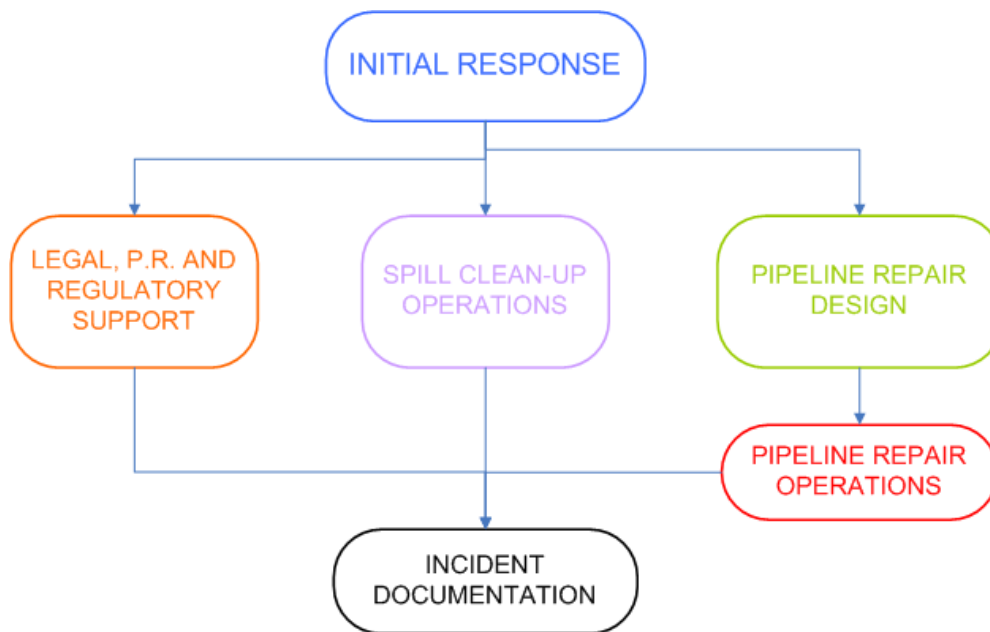 INITIAL RESPONSE
LEGAL, P.R. AND
REGULATORY
SUPPORT
SPILL CLEAN-UP
OPERATIONS
PIPELINE REPAIR
DESIGN
PIPELINE REPAIR
OPERATIONS
INCIDENT
DOCUMENTATION